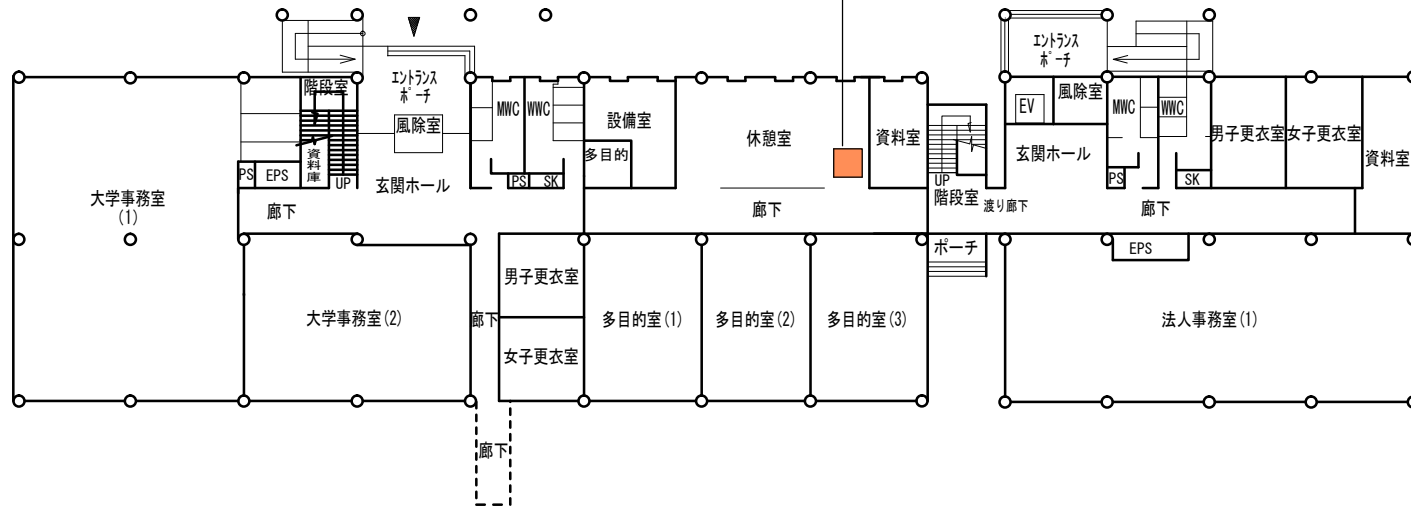 エントランス
ポーチ
階段室
エントランス
ポーチ
風除室
MWC
WWC
設備室
多目的
休憩室
資料室
EV
風除室
MWC
WWC
男子更衣室
女子更衣室
資料室
PS
EPS
資料庫
UP
玄関ホール
PS
SK
UP
階段室
玄関ホール
PS
SK
大学事務室
(1)
廊下
廊下
渡り廊下
廊下
ポーチ
EPS
大学事務室(2)
廊下
男子更衣室
女子更衣室
多目的室(1)
多目的室(2)
多目的室(3)
法人事務室(1)
廊下